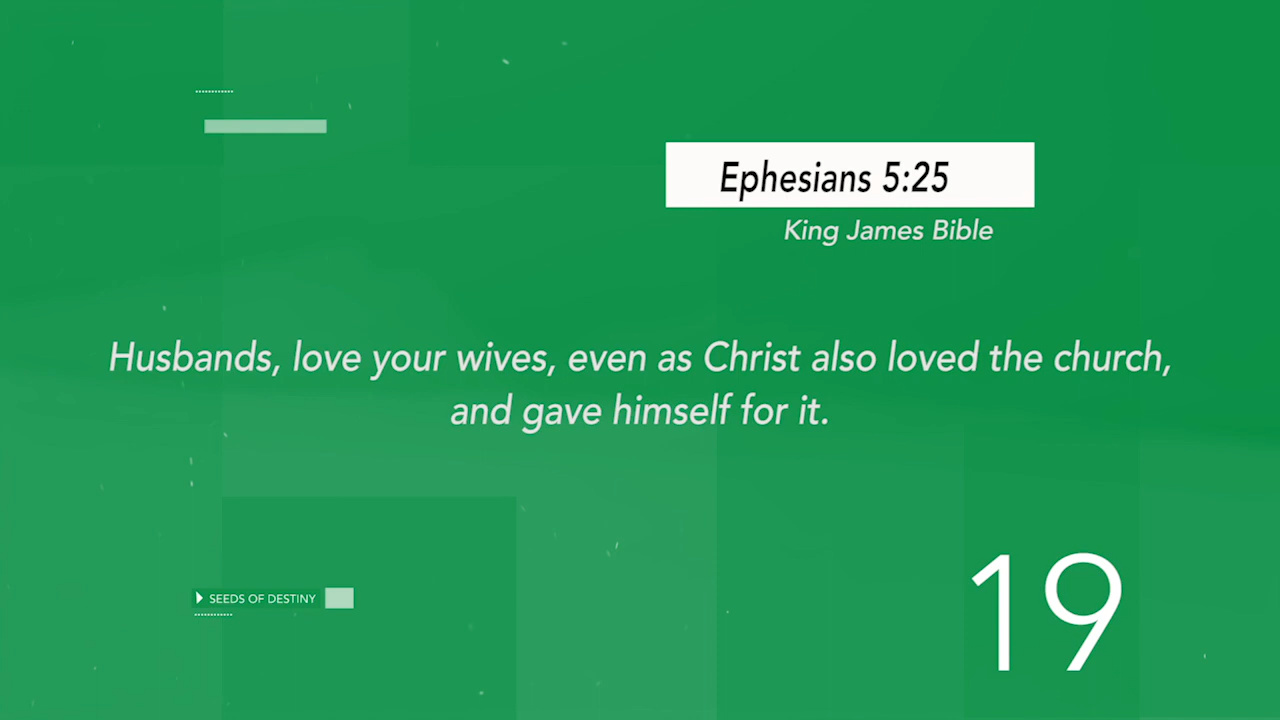 Ephesians 5:25
King James Bible
Husbands, love your wives, even as Christ also loved the church,
and gave himself for it.
SEEDS OF DESTINY
19